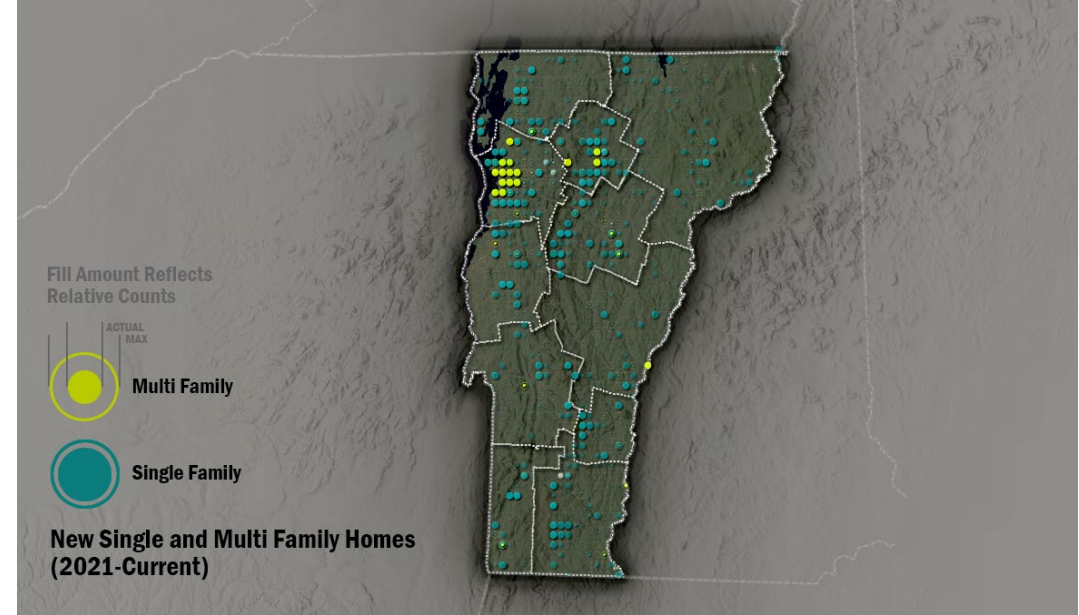 Fill Amount Reflects
Relative Counts
ACTUAL
MAX
Multi Family
Single Family
New Single and Multi Family Homes
(2021-Current)